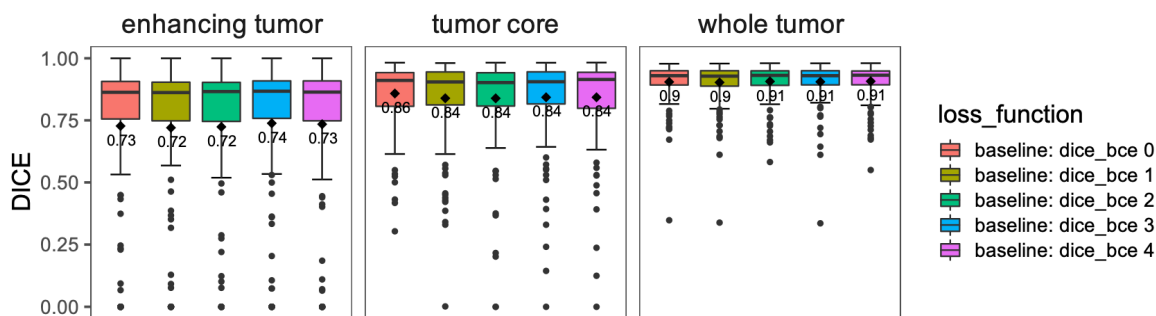 enhancing tumor
tumor core
whole tumor
DICE
1.00
0.75
0.50
0.25
0.00
0.73
0.72
0.72
0.74
0.73
0.86
0.84
0.84
0.84
0.84
0.9
0.9
0.91
0.91
0.91
loss_function
baseline: dice_bce 0
baseline: dice_bce 1
baseline: dice_bce 2
baseline: dice_bce 3
baseline: dice_bce 4